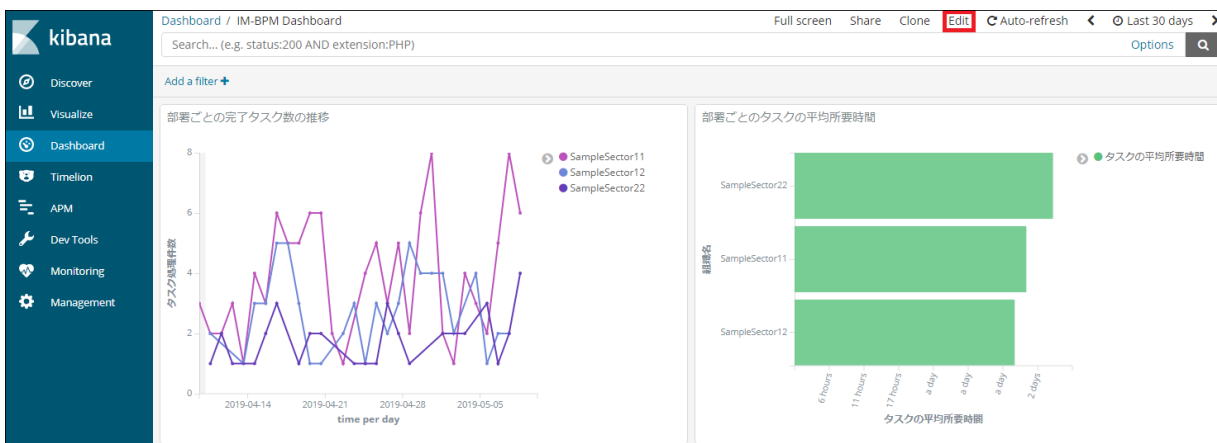 kibana
Discover
Visualize
Dashboard
Timelion
APM
Dev Tools
Monitoring
Management
Dashboard / IM-BPM Dashboard
Full screen Share Clone Edit Auto-refresh Last 30 days
Search... (e.g. status:200 AND extension:PHP)
Options
Add a filter
部署ごとの完了タスク数の推移
8
6
4
2
0
タスク処理件数
2019-04-14 2019-04-21 2019-04-28 2019-05-05
time per day
SampleSector11
SampleSector12
SampleSector22
部署ごとのタスクの平均所要時間
組織名
SampleSector22
SampleSector11
SampleSector12
6 hours 11 hours 17 hours a day a day a day 2 days
タスクの平均所要時間
タスクの平均所要時間